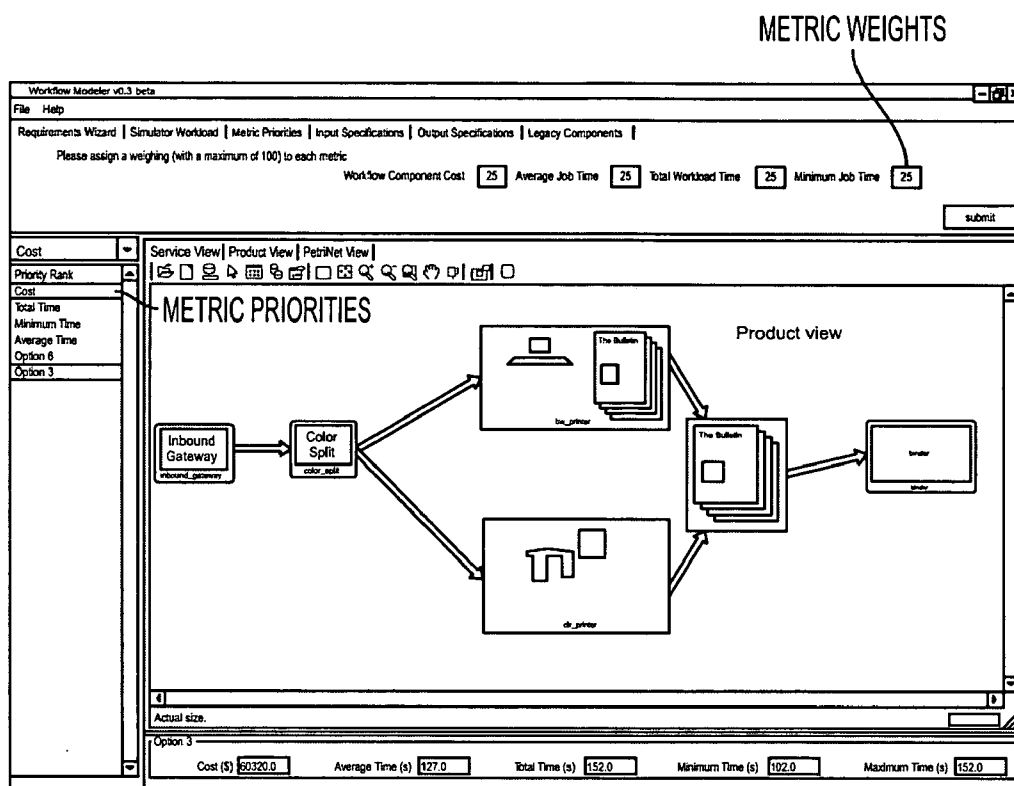 METRIC WEIGHTS
Workflow Modeler v0.3 beta
File Help
Requirements Wizard | Simulator Workload | Metric Priorities | Input Specifications | Output Specifications | Legacy Components |
Please assign a weighing (with a maximum of 100) to each metric
Workflow Component Cost 25 Average Job Time 25 Total Workload Time 25 Minimum Job Time 25
submit
Cost
Service View | Product View | PetriNet View |
Priority Rank
Cost
Total Time
Minimum Time
Average Time
Option 6
Option 3
METRIC PRIORITIES
Product view
The Bulletin
bw_printer
Inbound
Gateway
inbound_gateway
Color
Split
color_split
The Bulletin
binder
binder
clr_printer
Actual size.
Option 3
Cost ($) 60320.0 Average Time (s) 127.0 Total Time (s) 152.0 Minimum Time (s) 102.0 Maximum Time (s) 152.0